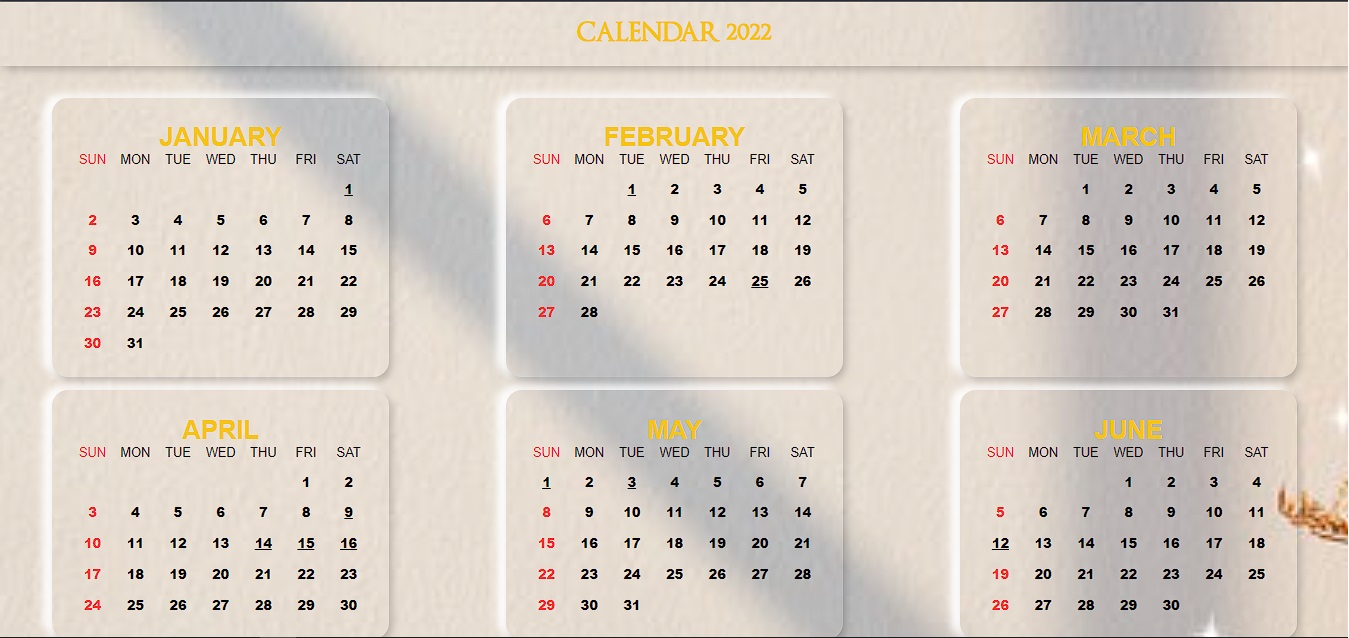 CALENDAR 2022
JANUARY
SUN MON TUE WED THU FRI SAT
1
2 3 4 5 6 7 8
9 10 11 12 13 14 15
16 17 18 19 20 21 22
23 24 25 26 27 28 29
30 31
FEBRUARY
SUN MON TUE WED THU FRI SAT
1 2 3 4 5
6 7 8 9 10 11 12
13 14 15 16 17 18 19
20 21 22 23 24 25 26
27 28
MARCH
SUN MON TUE WED THU FRI SAT
1 2 3 4 5
6 7 8 9 10 11 12
13 14 15 16 17 18 19
20 21 22 23 24 25 26
27 28 29 30 31
APRIL
SUN MON TUE WED THU FRI SAT
1 2
3 4 5 6 7 8 9
10 11 12 13 14 15 16
17 18 19 20 21 22 23
24 25 26 27 28 29 30
MAY
SUN MON TUE WED THU FRI SAT
1 2 3 4 5 6 7
8 9 10 11 12 13 14
15 16 17 18 19 20 21
22 23 24 25 26 27 28
29 30 31
JUNE
SUN MON TUE WED THU FRI SAT
1 2 3 4
5 6 7 8 9 10 11
12 13 14 15 16 17 18
19 20 21 22 23 24 25
26 27 28 29 30